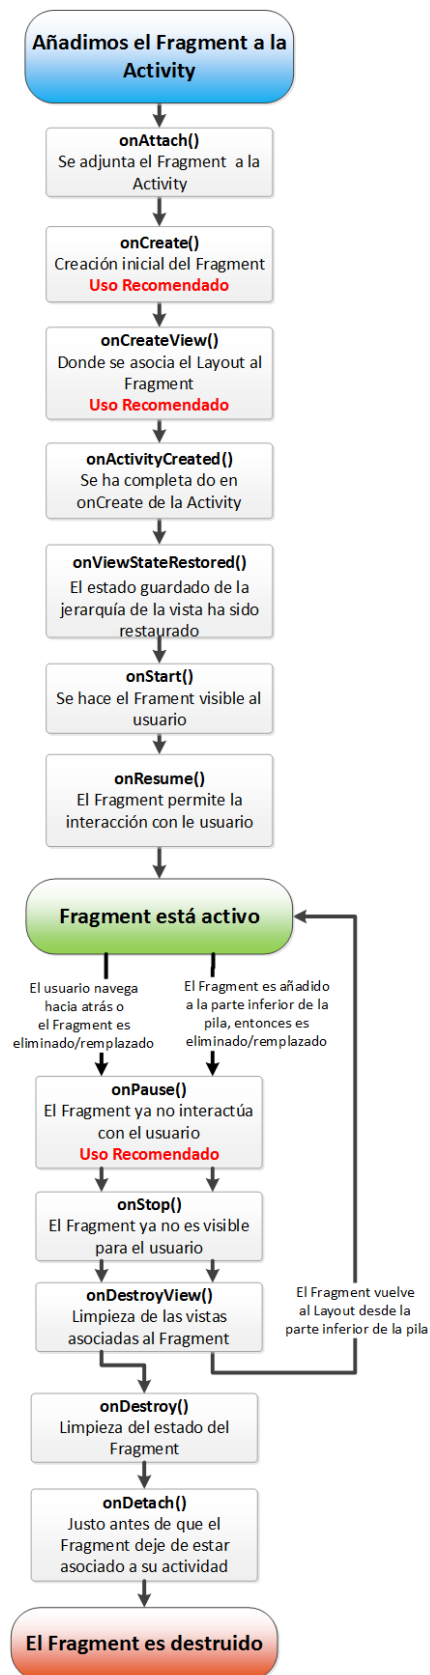 Añadimos el Fragment a la
Activity
onAttach()
Se adjunta el Fragment a la
Activity
onCreate()
Creación inicial del Fragment
Uso Recomendado
onCreateView()
Donde se asocia el Layout al
Fragment
Uso Recomendado
onActivityCreated()
Se ha completa do en
onCreate de la Activity
onViewStateRestored()
El estado guardado de la
jerarquía de la vista ha sido
restaurado
onStart()
Se hace el Frament visible al
usuario
onResume()
El Fragment permite la
interacción con le usuario
Fragment está activo
El usuario navega
hacia atrás o
el Fragment es
eliminado/remplazado
El Fragment es añadido
a la parte inferior de la
pila, entonces es
eliminado/remplazado
onPause()
El Fragment ya no interactúa
con el usuario
Uso Recomendado
onStop()
El Fragment ya no es visible
para el usuario
onDestroyView()
Limpieza de las vistas
asociadas al Fragment
El Fragment vuelve
al Layout desde la
parte inferior de la pila
onDestroy()
Limpieza del estado del
Fragment
onDetach()
Justo antes de que el
Fragment deje de estar
asociado a su actividad
El Fragment es destruido